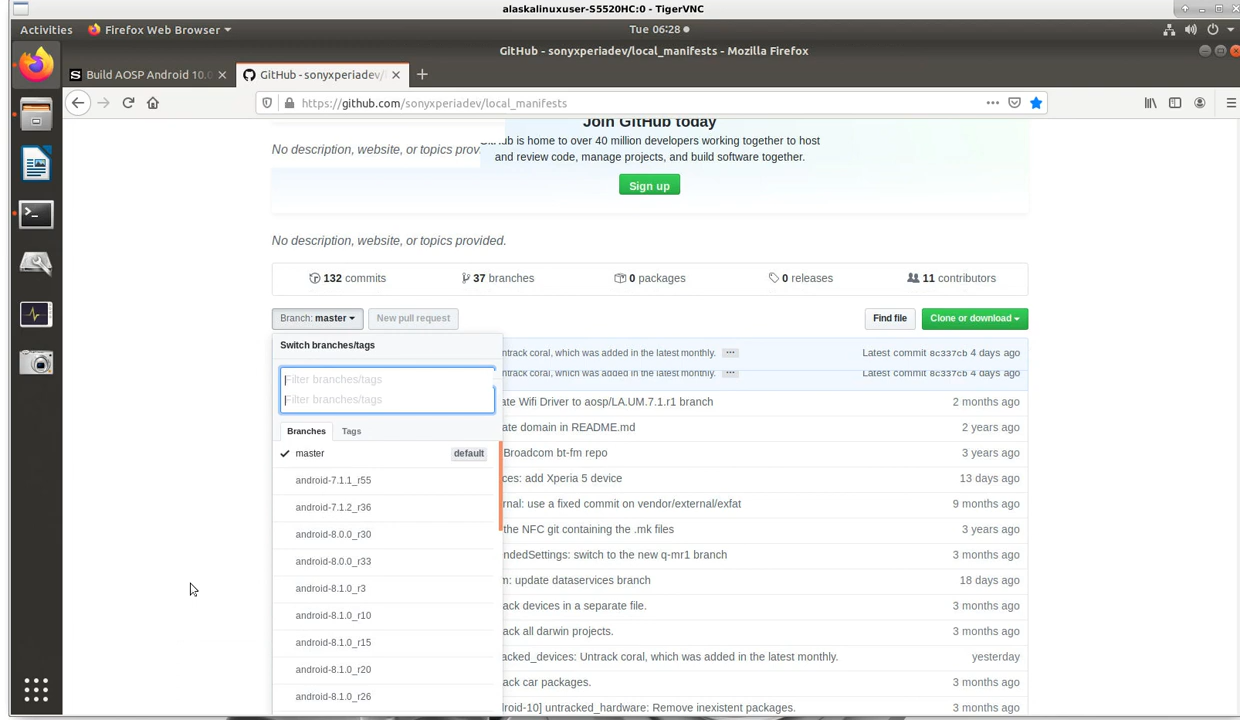 alaskalinuxuser-S5520HC:0 - TigerVNC
Activities Firefox Web Browser Tue 06:28
GitHub - sonyxperiadev/local_manifests - Mozilla Firefox
Build AOSP Android 10.0
GitHub - sonyxperiadev/
https://github.com/sonyxperiadev/local_manifests
Join GitHub today
GitHub is home to over 40 million developers working together to host
No description, website, or topics prov
and review code, manage projects, and build software together.
Sign up
No description, website, or topics provided.
132 commits 37 branches 0 packages 0 releases 11 contributors
Branch: master New pull request Find file Clone or download
Switch branches/tags
ntrack coral, which was added in the latest monthly. ... Latest commit 8c337cb 4 days ago
ntrack coral, which was added in the latest monthly. ... Latest commit 8c337cb 4 days ago
Filter branches/tags
Filter branches/tags
ate Wifi Driver to aosp/LA.UM.7.1.r1 branch 2 months ago
ate domain in README.md 2 years ago
Branches Tags
master default
Broadcom bt-fm repo 3 years ago
android-7.1.1_r55
ces: add Xperia 5 device 13 days ago
android-7.1.2_r36
rnal: use a fixed commit on vendor/external/exfat 9 months ago
android-8.0.0_r30
the NFC git containing the .mk files 3 years ago
android-8.0.0_r33
ndedSettings: switch to the new q-mr1 branch 3 months ago
android-8.1.0_r3
m: update dataservices branch 18 days ago
android-8.1.0_r10
ack devices in a separate file. 3 months ago
android-8.1.0_r15
ack all darwin projects. 3 months ago
android-8.1.0_r20
acked_devices: Untrack coral, which was added in the latest monthly. yesterday
android-8.1.0_r26
ack car packages. 3 months ago
roid-10] untracked_hardware: Remove inexistent packages. 3 months ago